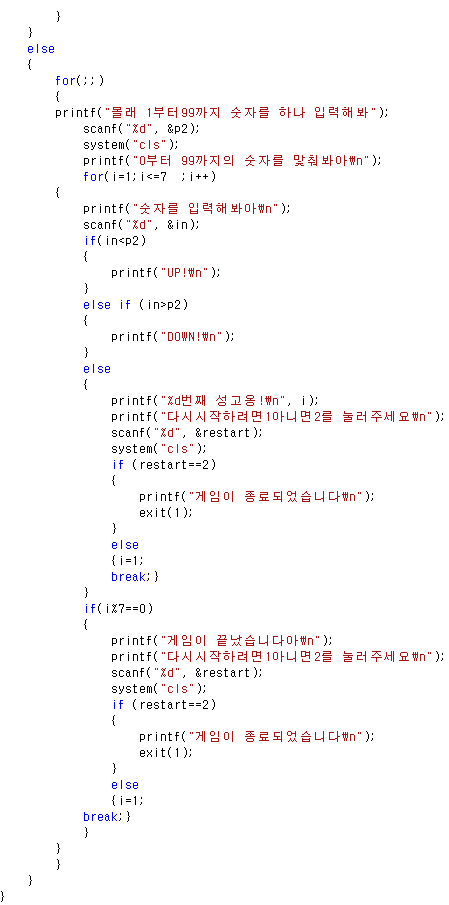 }
}
else
{
for(;;)
{
printf("몰래 1부터99까지 숫자를 하나 입력해봐");
scanf("%d", &p2);
system("cls");
printf("0부터 99까지의 숫자를 맞춰봐아₩n");
for(i=1;i<=7  ;i++)
{
printf("숫자를 입력해봐아₩n");
scanf("%d", &in);
if(in<p2)
{
printf("UP!₩n");
}
else if (in>p2)
{
printf("DOWN!₩n");
}
else
{
printf("%d번째 성고옹!₩n", i);
printf("다시시작하려면1아니면2를 눌러주세요₩n");
scanf("%d", &restart);
system("cls");
if (restart==2)
{
printf("게임이 종료되었습니다₩n");
exit(1);
}
else
{i=1;
break;}
}
if(i%7==0)
{
printf("게임이 끝났습니다아₩n");
printf("다시시작하려면1아니면2를 눌러주세요₩n");
scanf("%d", &restart);
system("cls");
if (restart==2)
{
printf("게임이 종료되었습니다₩n");
exit(1);
}
else
{i=1;
break;}
}
}
}
}
}